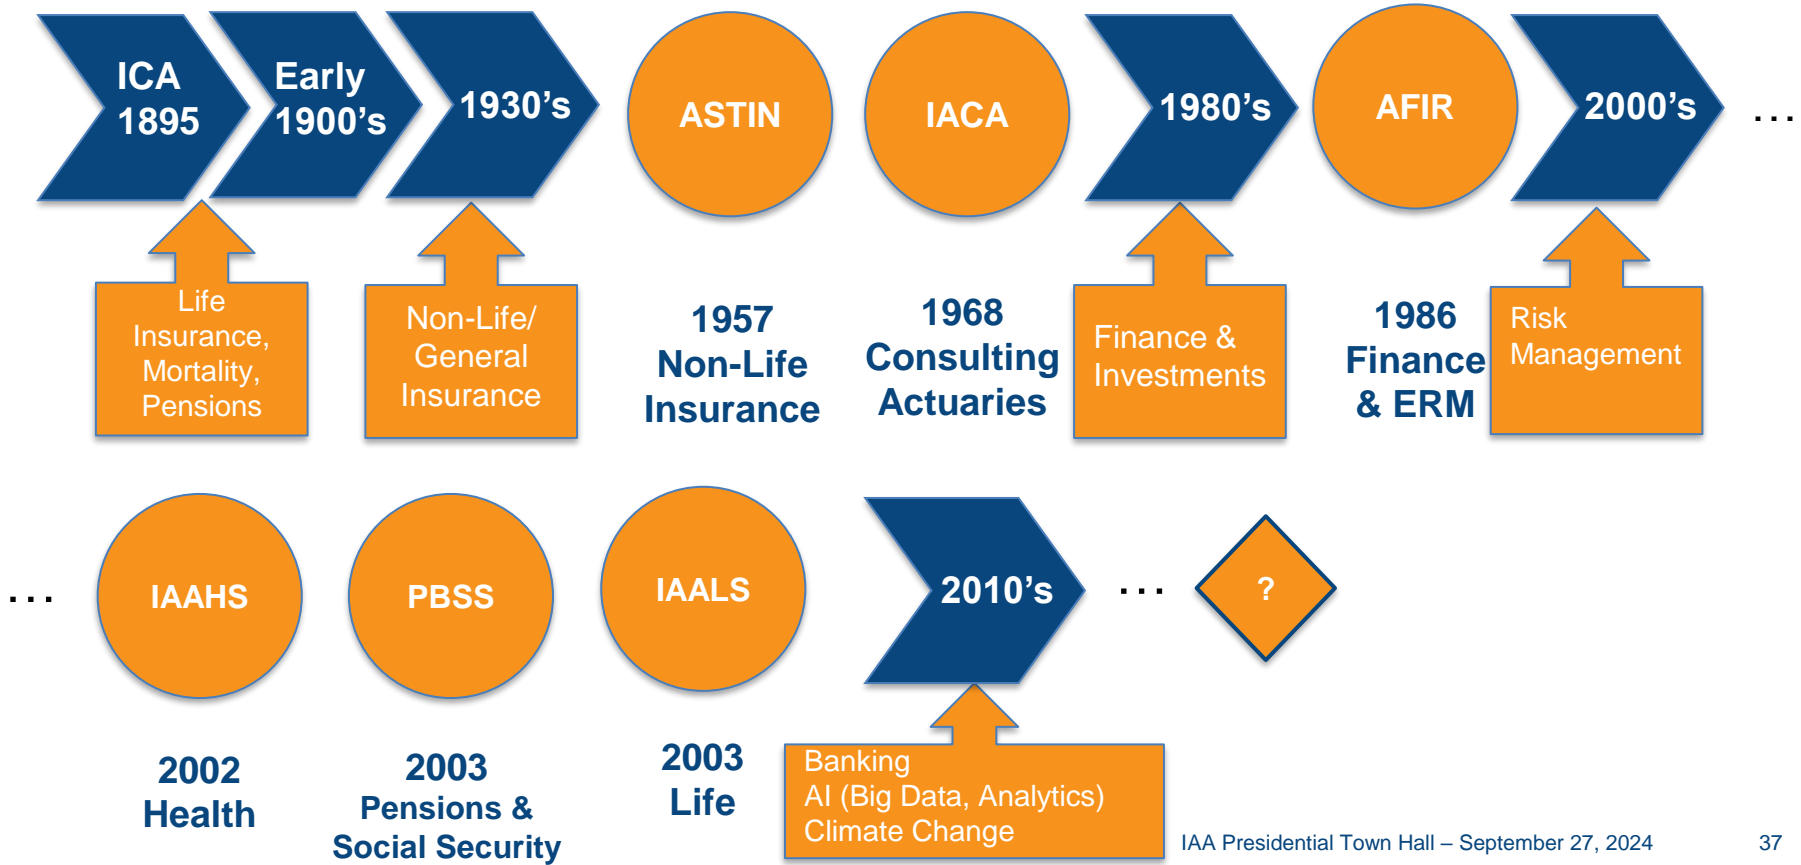 ICA
1895
Early
1900's
1930's
ASTIN
IACA
1980's
AFIR
2000's
...
Life
Insurance,
Mortality,
Pensions
Non-Life/
General
Insurance
1957
Non-Life
Insurance
1968
Consulting
Actuaries
Finance &
Investments
1986
Finance
& ERM
Risk
Management
...
IAAHS
PBSS
IAALS
2010's
...
?
2002
Health
2003
Pensions &
Social Security
2003
Life
Banking
AI (Big Data, Analytics)
Climate Change
IAA Presidential Town Hall – September 27, 2024
37